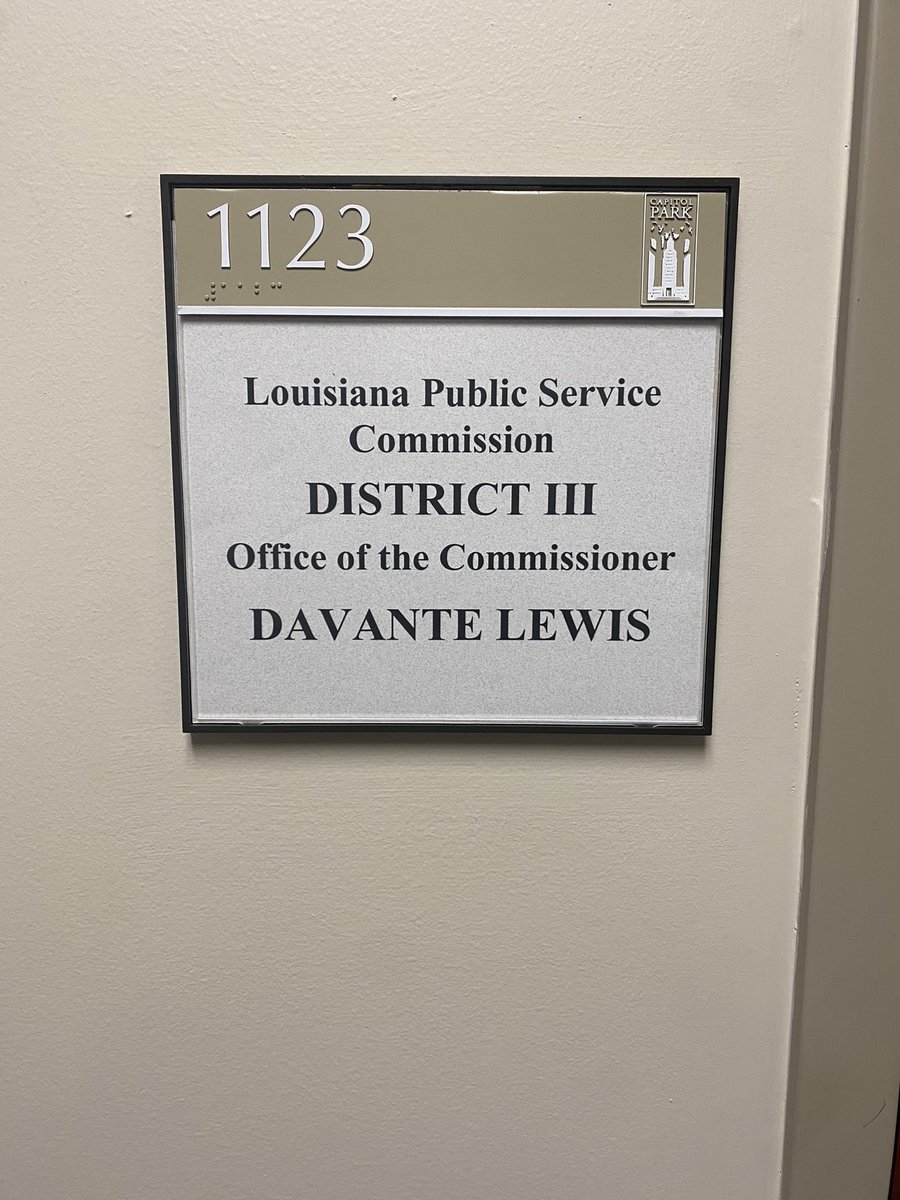 1123
CAPITOL
PARK
⠼⠁⠁⠃⠉
Louisiana Public Service
Commission
DISTRICT III
Office of the Commissioner
DAVANTE LEWIS